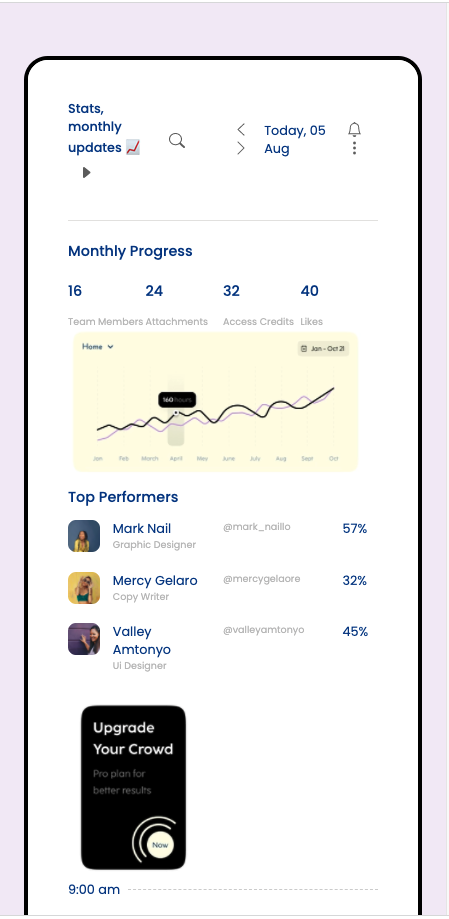 Stats,
monthly
updates 📈
Today, 05
Aug
Monthly Progress
16 24 32 40
Team Members Attachments Access Credits Likes
Home Jan - Oct 21
160 hours
Jan Feb March April May June July Aug Sept Oct
Top Performers
Mark Nail @mark_naillo 57%
Graphic Designer
Mercy Gelaro @mercygelaore 32%
Copy Writer
Valley @valleyamtonyo 45%
Amtonyo
Ui Designer
Upgrade
Your Crowd
Pro plan for
better results
Now
9:00 am